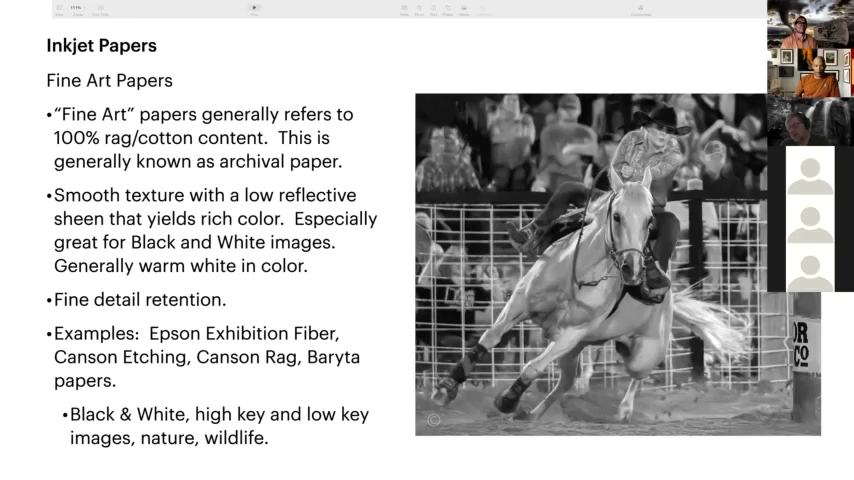 111%
Inkjet Papers
Fine Art Papers
•“Fine Art” papers generally refers to
100% rag/cotton content.  This is
generally known as archival paper.
•Smooth texture with a low reflective
sheen that yields rich color.  Especially
great for Black and White images.
Generally warm white in color.
•Fine detail retention.
•Examples:  Epson Exhibition Fiber,
Canson Etching, Canson Rag, Baryta
papers.
•Black & White, high key and low key
images, nature, wildlife.
OR
Co
©